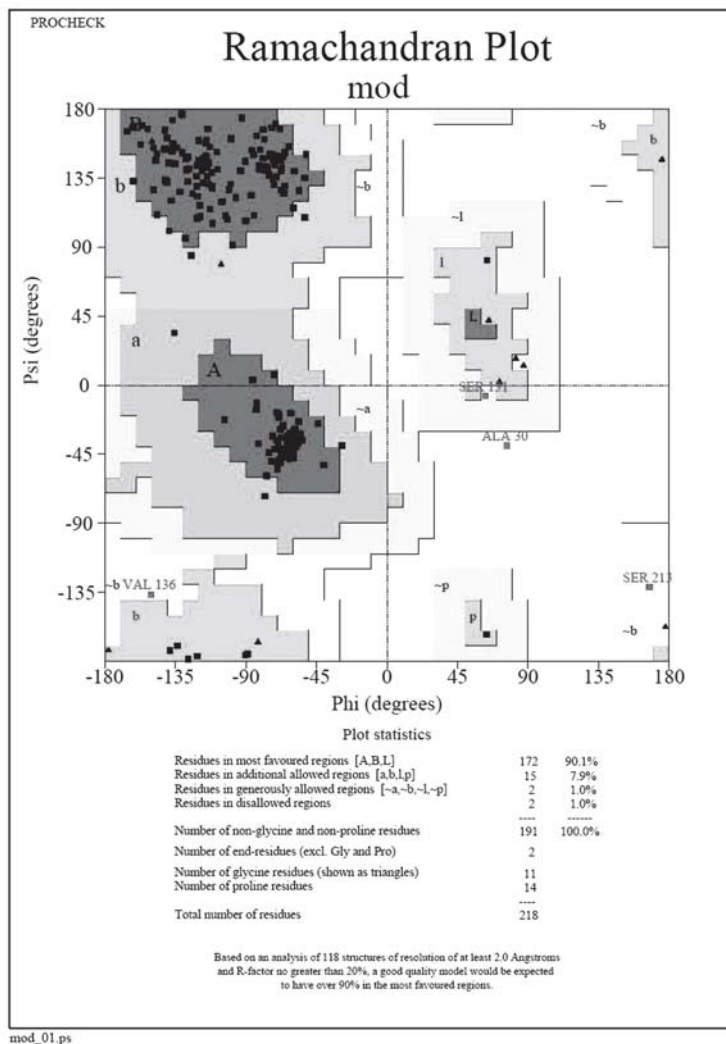 PROCHECK
Ramachandran Plot
mod
180
135
90
45
0
-45
-90
-135
Psi (degrees)
B
b
~b
~b
b
~l
l
L
a
A
~a
SER 191
ALA 30
~b
VAL 136
b
~p
p
SER 213
~b
-180
-135
-90
-45
0
45
90
135
180
Phi (degrees)
Plot statistics
Residues in most favoured regions [A,B,L] 172 90.1%
Residues in additional allowed regions [a,b,l,p] 15 7.9%
Residues in generously allowed regions [~a,~b,~l,~p] 2 1.0%
Residues in disallowed regions 2 1.0%
---- ------
Number of non-glycine and non-proline residues 191 100.0%
Number of end-residues (excl. Gly and Pro) 2
Number of glycine residues (shown as triangles) 11
Number of proline residues 14
----
Total number of residues 218
Based on an analysis of 118 structures of resolution of at least 2.0 Angstroms
and R-factor no greater than 20%, a good quality model would be expected
to have over 90% in the most favoured regions.
mod_01.ps